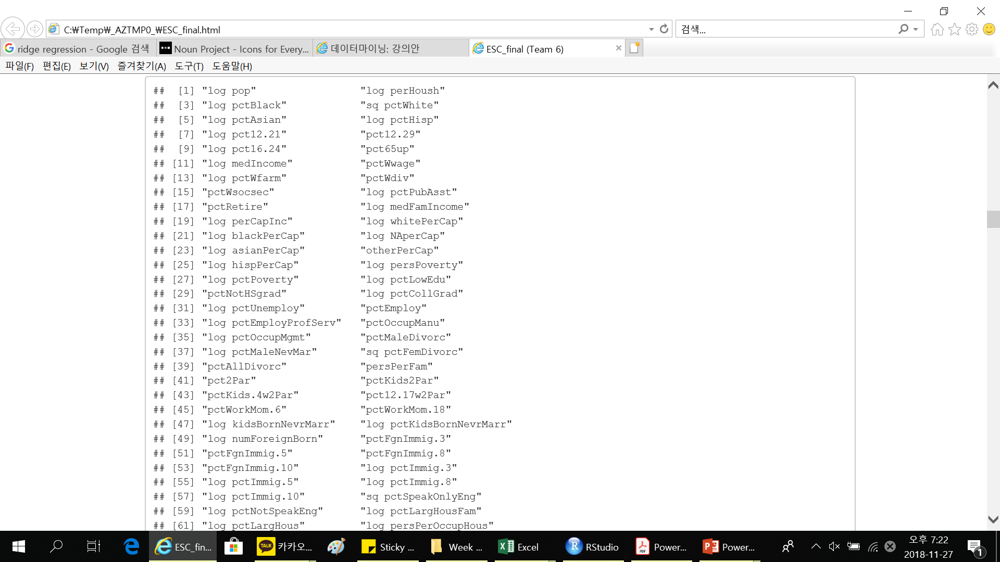 C:₩Temp₩_AZTMP0_₩ESC_final.html
검색...
ridge regression - Google 검색
Noun Project - Icons for Every...
데이터마이닝: 강의안
ESC_final (Team 6)
파일(F) 편집(E) 보기(V) 즐겨찾기(A) 도구(T) 도움말(H)
## [1] "log pop" "log perHoush"
## [3] "log pctBlack" "sq pctWhite"
## [5] "log pctAsian" "log pctHisp"
## [7] "log pct12.21" "pct12.29"
## [9] "log pct16.24" "pct65up"
## [11] "log medIncome" "pctWwage"
## [13] "log pctWfarm" "pctWdiv"
## [15] "pctWsocsec" "log pctPubAsst"
## [17] "pctRetire" "log medFamIncome"
## [19] "log perCapInc" "log whitePerCap"
## [21] "log blackPerCap" "log NAperCap"
## [23] "log asianPerCap" "otherPerCap"
## [25] "log hispPerCap" "log persPoverty"
## [27] "log pctPoverty" "log pctLowEdu"
## [29] "pctNotHSgrad" "log pctCollGrad"
## [31] "log pctUnemploy" "pctEmploy"
## [33] "log pctEmployProfServ" "pctOccupManu"
## [35] "log pctOccupMgmt" "pctMaleDivorc"
## [37] "log pctMaleNevMar" "sq pctFemDivorc"
## [39] "pctAllDivorc" "persPerFam"
## [41] "pct2Par" "pctKids2Par"
## [43] "pctKids.4w2Par" "pct12.17w2Par"
## [45] "pctWorkMom.6" "pctWorkMom.18"
## [47] "log kidsBornNevrMarr" "log pctKidsBornNevrMarr"
## [49] "log numForeignBorn" "pctFgnImmig.3"
## [51] "pctFgnImmig.5" "pctFgnImmig.8"
## [53] "pctFgnImmig.10" "log pctImmig.3"
## [55] "log pctImmig.5" "log pctImmig.8"
## [57] "log pctImmig.10" "sq pctSpeakOnlyEng"
## [59] "log pctNotSpeakEng" "log pctLargHousFam"
## [61] "log pctLargHous" "log persPerOccupHous"
ESC_fin...
TALK
카카오...
Sticky ...
Week ...
Excel
RStudio
PDF
Power...
Power...
오후 7:22
2018-11-27
1